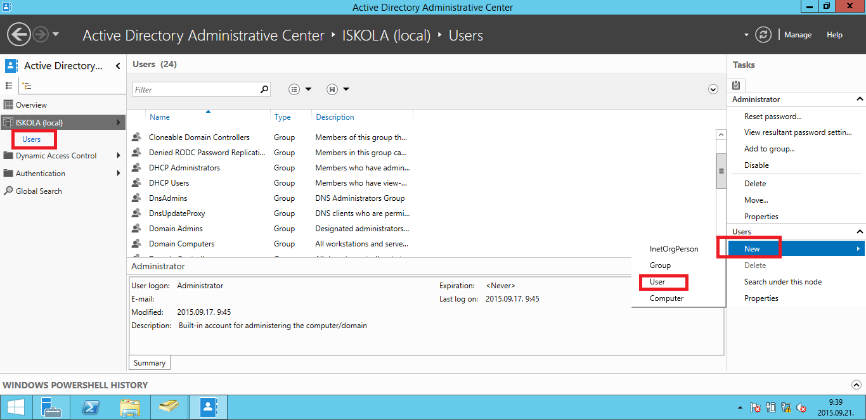 Active Directory Administrative Center
Active Directory Administrative Center ‣ ISKOLA (local) ‣ Users
Manage Help
Active Directory...
Overview
ISKOLA (local)
Users
Dynamic Access Control
Authentication
Global Search
Users (24)
Filter
Name Type Description
Cloneable Domain Controllers Group Members of this group th...
Denied RODC Password Replicati... Group Members in this group ca...
DHCP Administrators Group Members who have admin...
DHCP Users Group Members who have view-...
DnsAdmins Group DNS Administrators Group
DnsUpdateProxy Group DNS clients who are permi...
Domain Admins Group Designated administrators...
Domain Computers Group All workstations and serve...
Administrator
User logon: Administrator Expiration: <Never>
E-mail: Last log on: 2015.09.17. 9:45
Modified: 2015.09.17. 9:45
Description: Built-in account for administering the computer/domain
Summary
InetOrgPerson
Group
User
Computer
Tasks
Administrator
Reset password...
View resultant password settin...
Add to group...
Disable
Delete
Move...
Properties
Users
New
Delete
Search under this node
Properties
WINDOWS POWERSHELL HISTORY
9:39
2015.09.21.